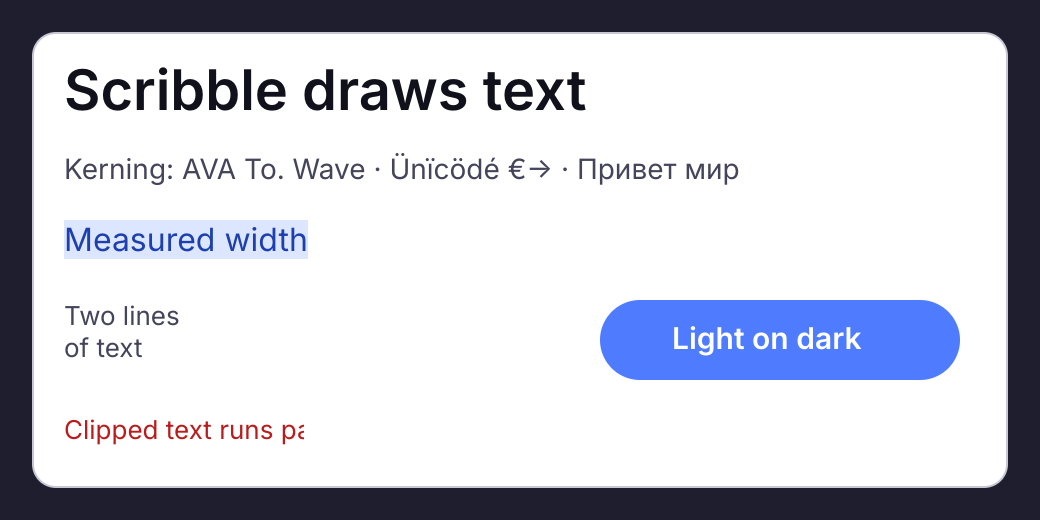 Scribble draws text
Kerning: AVA To. Wave · Ünïcödé €→ · Привет мир
Measured width
Two lines
of text
Light on dark
Clipped text runs pa